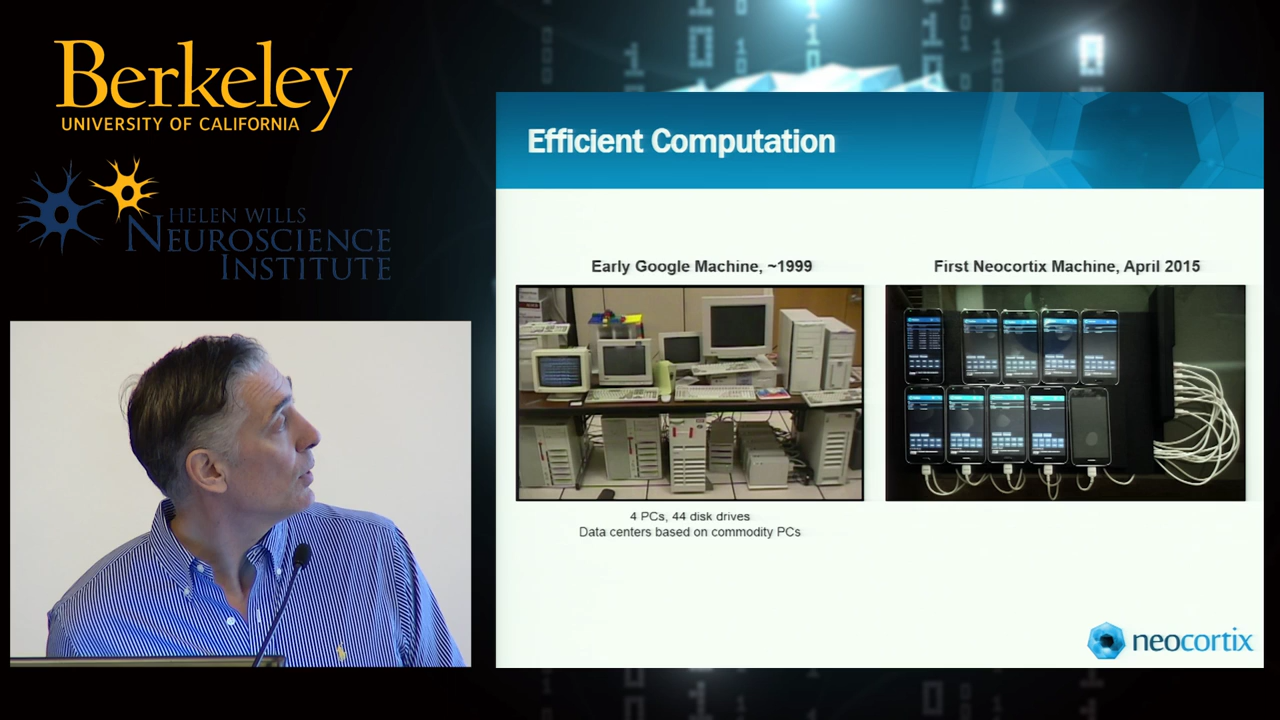 Berkeley
UNIVERSITY OF CALIFORNIA
HELEN WILLS
NEUROSCIENCE
INSTITUTE
Efficient Computation
Early Google Machine, ~1999
First Neocortix Machine, April 2015
4 PCs, 44 disk drives
Data centers based on commodity PCs
neocortix